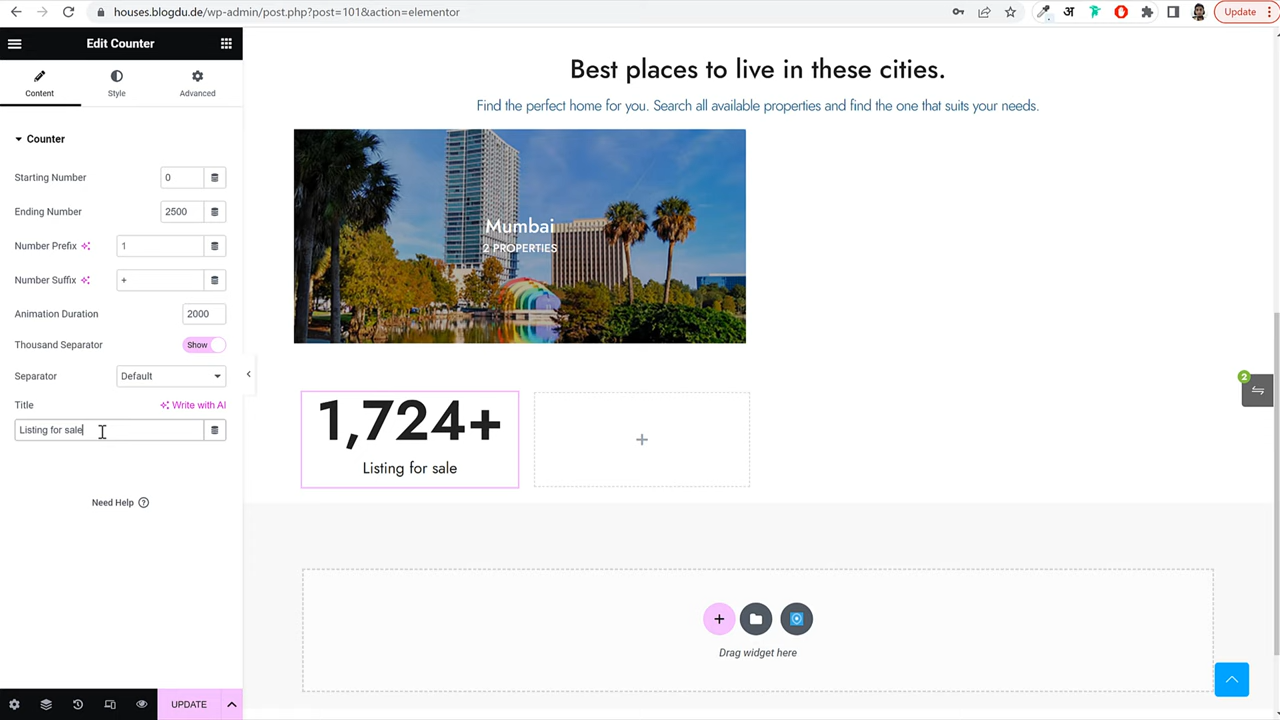 houses.blogdu.de/wp-admin/post.php?post=101&action=elementor
अ
Update
Edit Counter
Content
Style
Advanced
Counter
Starting Number
0
Ending Number
2500
Number Prefix
1
Number Suffix
+
Animation Duration
2000
Thousand Separator
Show
Separator
Default
Title
Write with AI
Listing for sale
Need Help
?
UPDATE
Best places to live in these cities.
Find the perfect home for you. Search all available properties and find the one that suits your needs.
Mumbai
2 PROPERTIES
2
1,724+
Listing for sale
+
+
Drag widget here